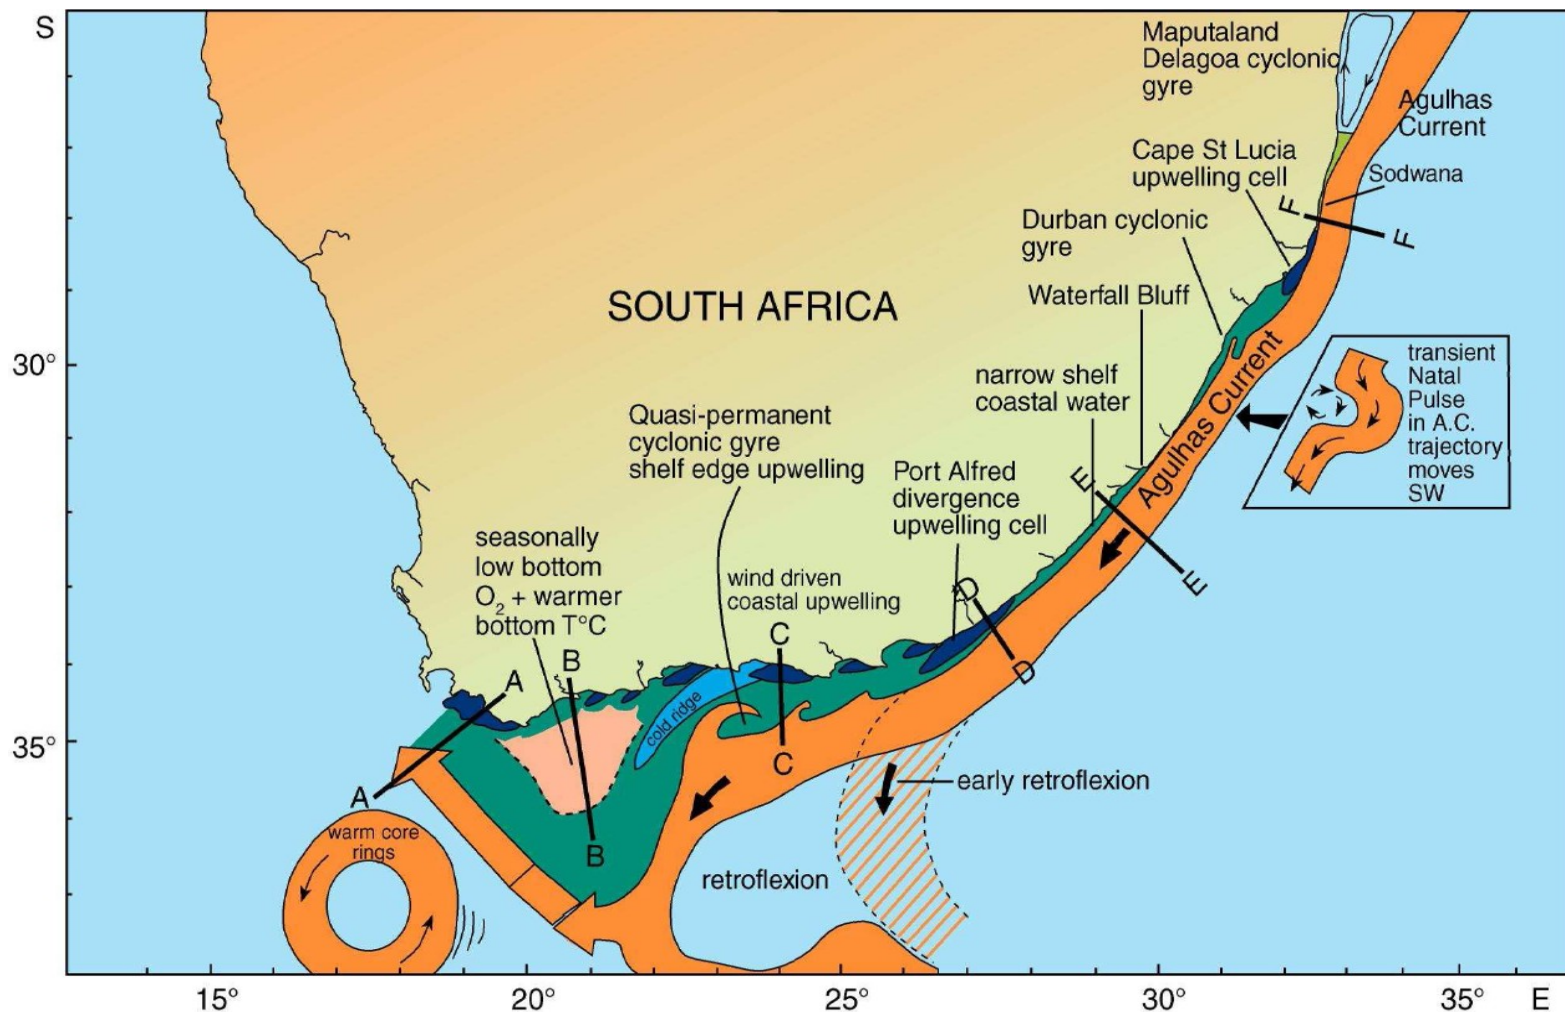 S
Maputaland
Delagoa cyclonic
gyre
Agulhas
Current
Cape St Lucia
upwelling cell
Sodwana
F
F
Durban cyclonic
gyre
Waterfall Bluff
SOUTH AFRICA
30°
narrow shelf
coastal water
Agulhas Current
transient
Natal
Pulse
in A.C.
trajectory
moves
SW
Quasi-permanent
cyclonic gyre
shelf edge upwelling
Port Alfred
divergence
upwelling cell
E
E
seasonally
low bottom
O₂ + warmer
bottom T°C
wind driven
coastal upwelling
D
D
C
C
B
B
A
A
cold ridge
35°
early retroflexion
warm core
rings
retroflexion
15°
20°
25°
30°
35°
E